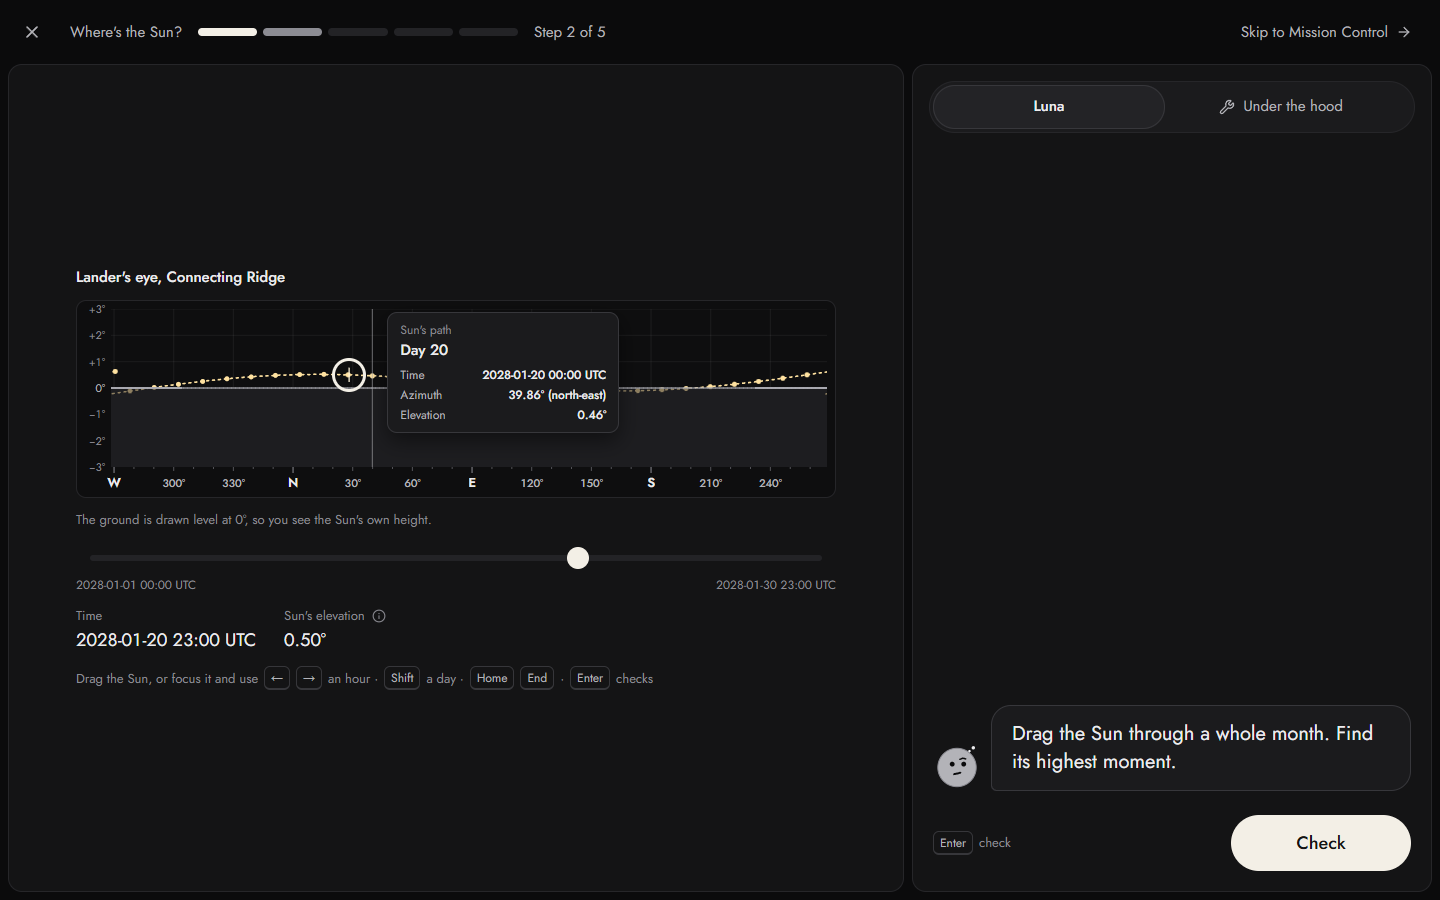 Where's the Sun?
Step 2 of 5
Skip to Mission Control →
Luna
Under the hood
Lander's eye, Connecting Ridge
+3°
+2°
+1°
0°
−1°
−2°
−3°
W 300° 330° N 30° 60° E 120° 150° S 210° 240°
Sun's path
Day 20
Time 2028-01-20 00:00 UTC
Azimuth 39.86° (north-east)
Elevation 0.46°
The ground is drawn level at 0°, so you see the Sun's own height.
2028-01-01 00:00 UTC
2028-01-30 23:00 UTC
Time
2028-01-20 23:00 UTC
Sun's elevation
0.50°
Drag the Sun, or focus it and use ← → an hour · Shift a day · Home End · Enter checks
Drag the Sun through a whole month. Find
its highest moment.
Enter check
Check